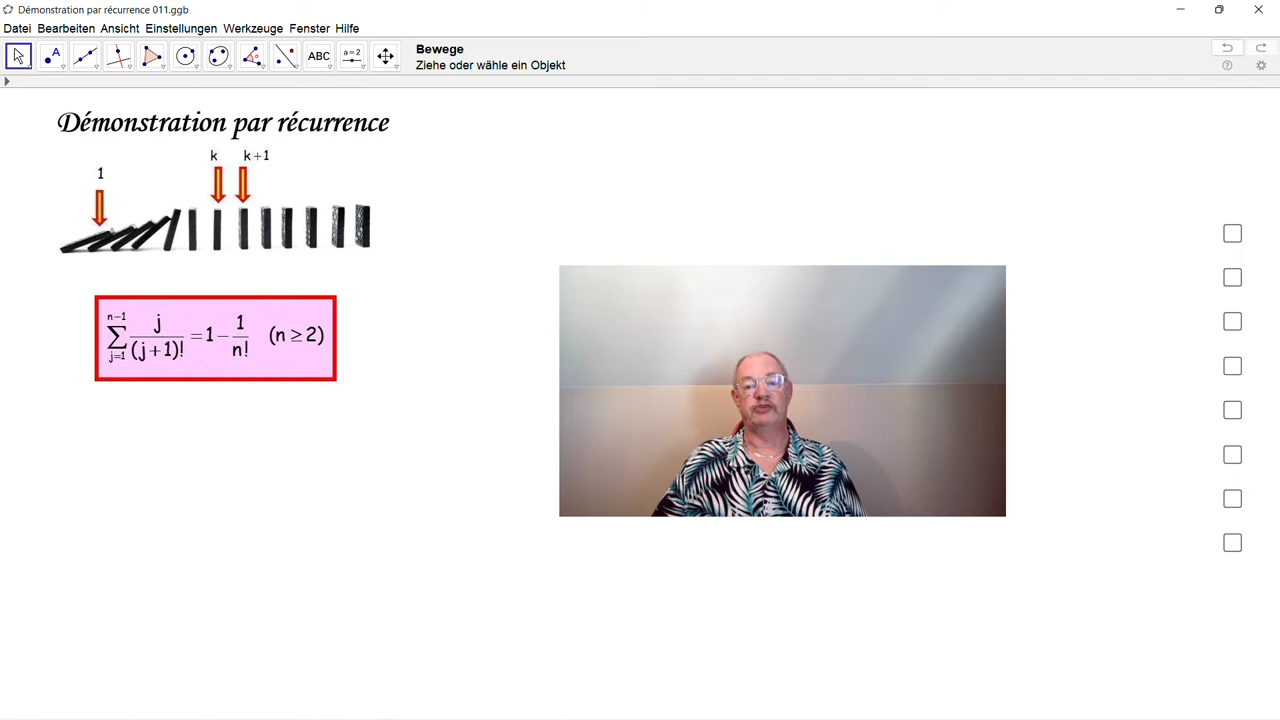 Démonstration par récurrence 011.ggb
Datei Bearbeiten Ansicht Einstellungen Werkzeuge Fenster Hilfe
A
ABC
a=2
Bewege
Ziehe oder wähle ein Objekt
Démonstration par récurrence
k k+1
1
∑_{j=1}^{n−1} j/(j+1)! = 1 − 1/n! (n ≥ 2)